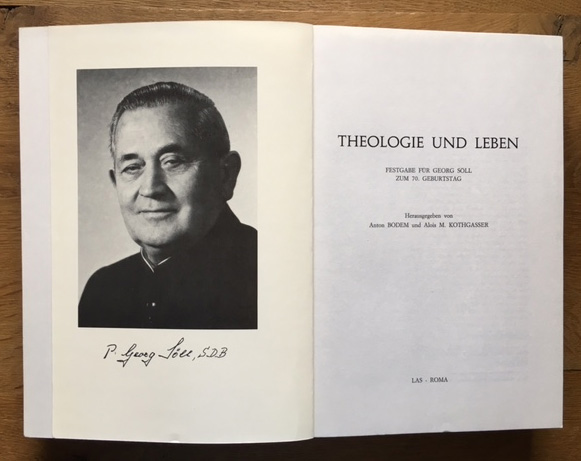 P. Georg Söll, S.D.B
THEOLOGIE UND LEBEN
FESTGABE FÜR GEORG SÖLL
ZUM 70. GEBURTSTAG
Herausgegeben von
Anton BODEM und Alois M. KOTHGASSER
LAS - ROMA